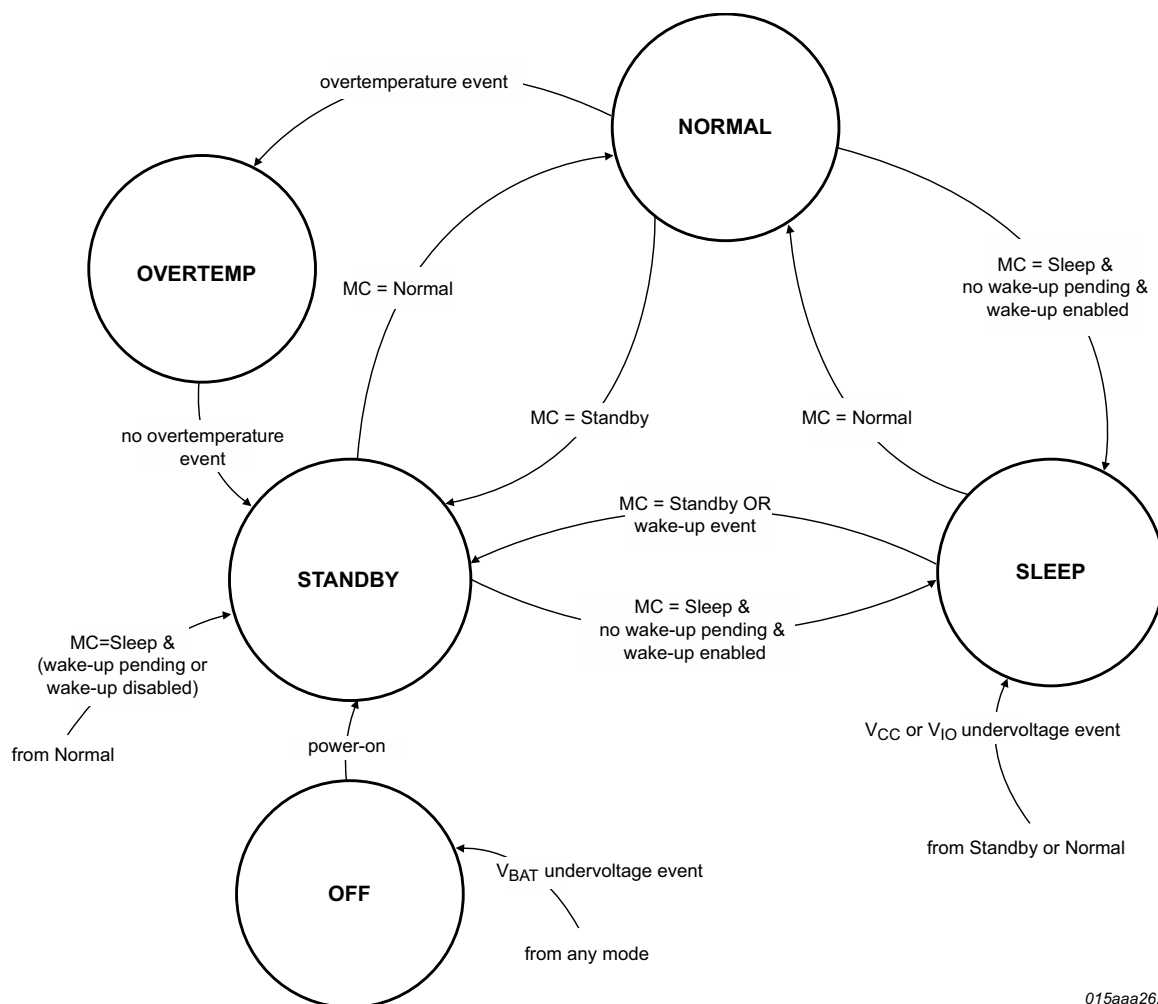 overtemperature event
NORMAL
OVERTEMP
MC = Normal
MC = Sleep &
no wake-up pending &
wake-up enabled
MC = Standby
MC = Normal
no overtemperature
event
MC = Standby OR
wake-up event
STANDBY
SLEEP
MC = Sleep &
no wake-up pending &
wake-up enabled
MC=Sleep &
(wake-up pending or
wake-up disabled)
from Normal
power-on
VCC or VIO undervoltage event
from Standby or Normal
VBAT undervoltage event
OFF
from any mode
015aaa26